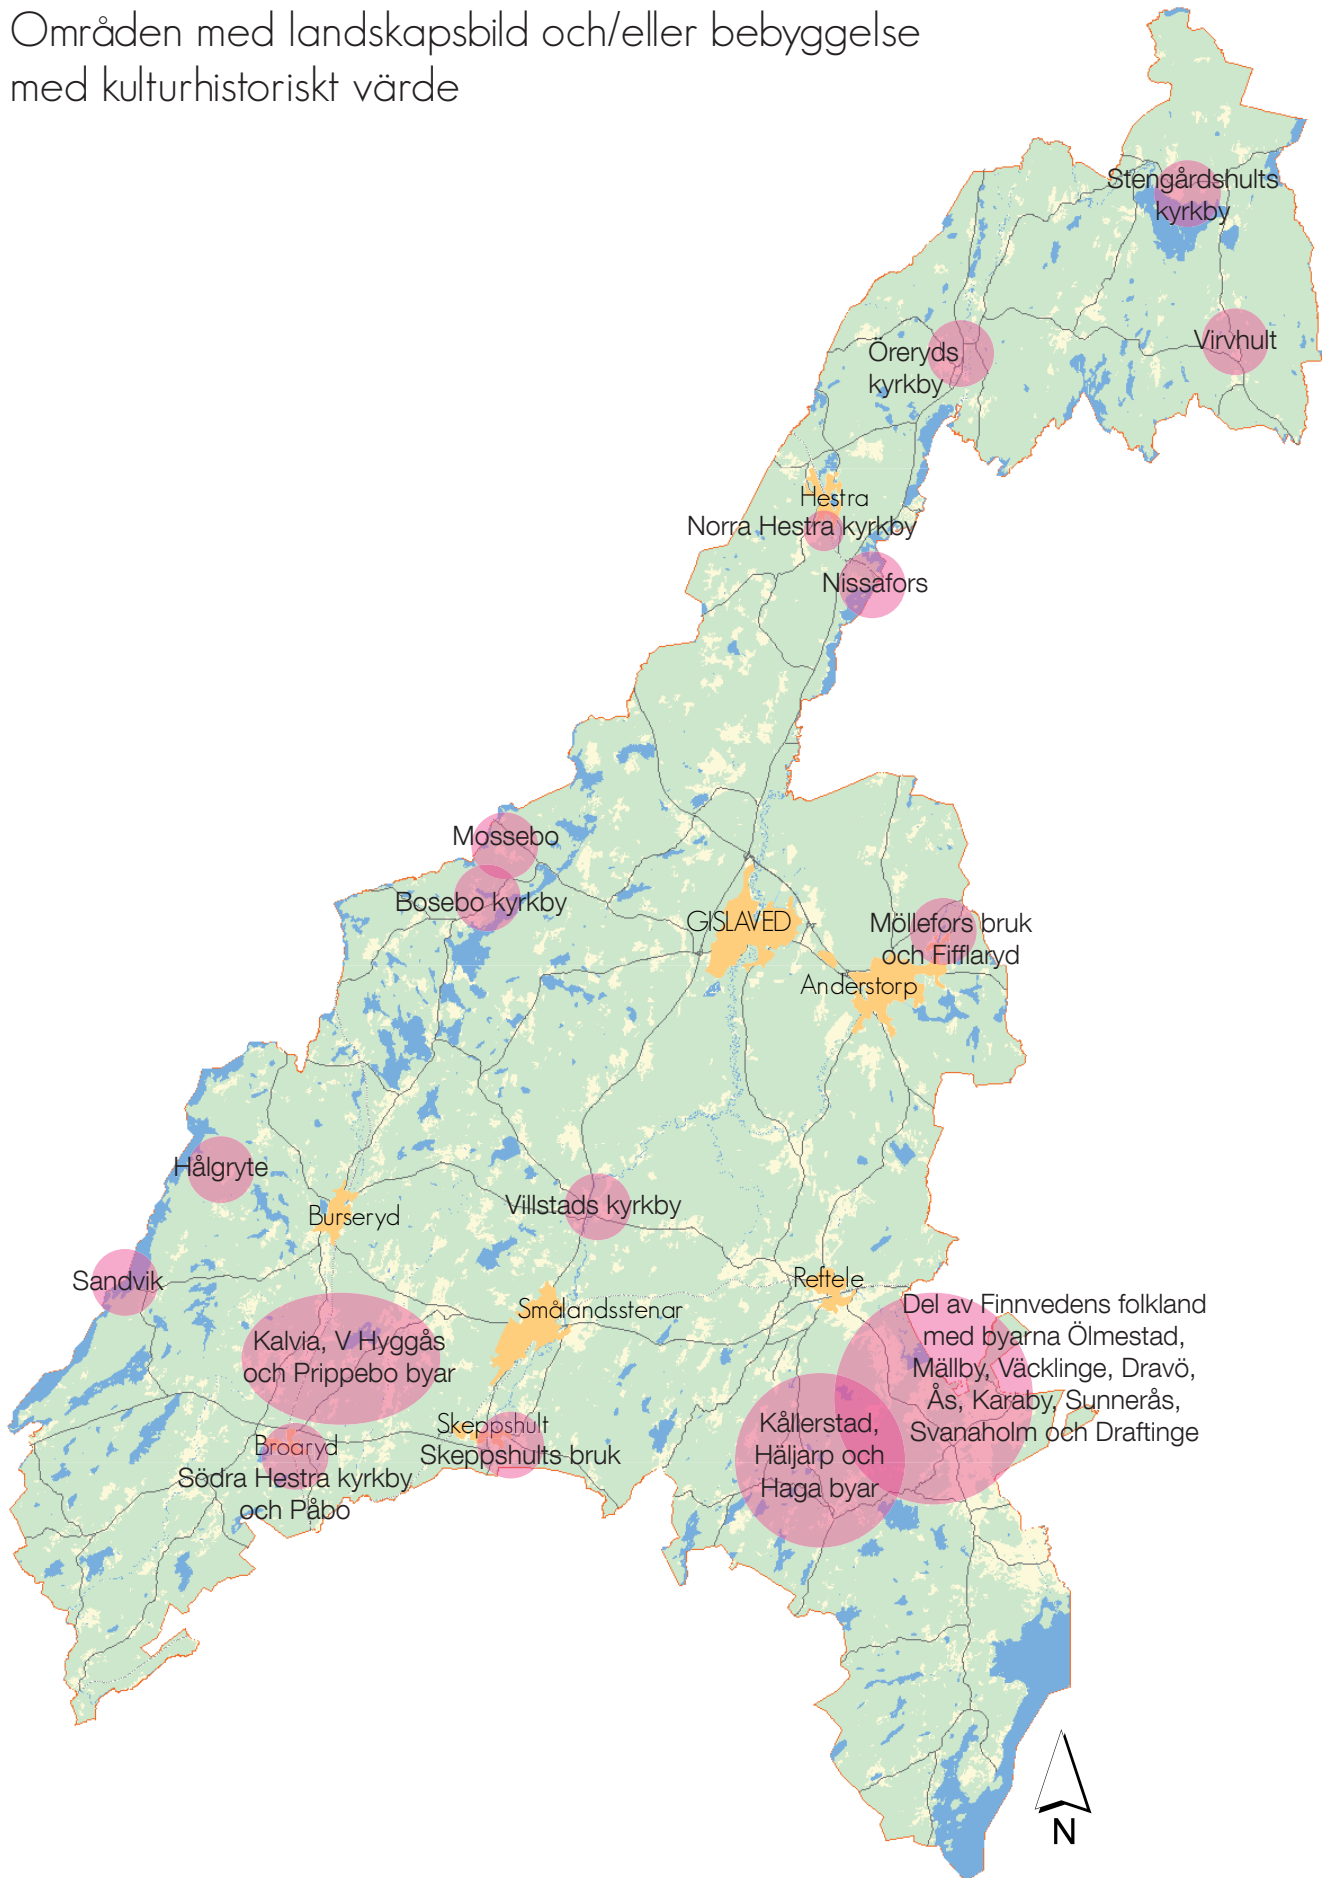 Områden med landskapsbild och/eller bebyggelse
med kulturhistoriskt värde
Stengårdshults
kyrkby
Virvhult
Öreryds
kyrkby
Hestra
Norra Hestra kyrkby
Nissafors
Mossebo
Bosebo kyrkby
GISLAVED
Möllefors bruk
och Fifflaryd
Anderstorp
Hålgryte
Villstads kyrkby
Burseryd
Sandvik
Reftele
Smålandsstenar
Del av Finnvedens folkland
med byarna Ölmestad,
Mällby, Väcklinge, Dravö,
Ås, Karaby, Sunnerås,
Svanaholm och Draftinge
Kalvia, V Hyggås
och Prippebo byar
Kållerstad,
Häljarp och
Haga byar
Skeppshult
Skeppshults bruk
Broaryd
Södra Hestra kyrkby
och Påbo
N